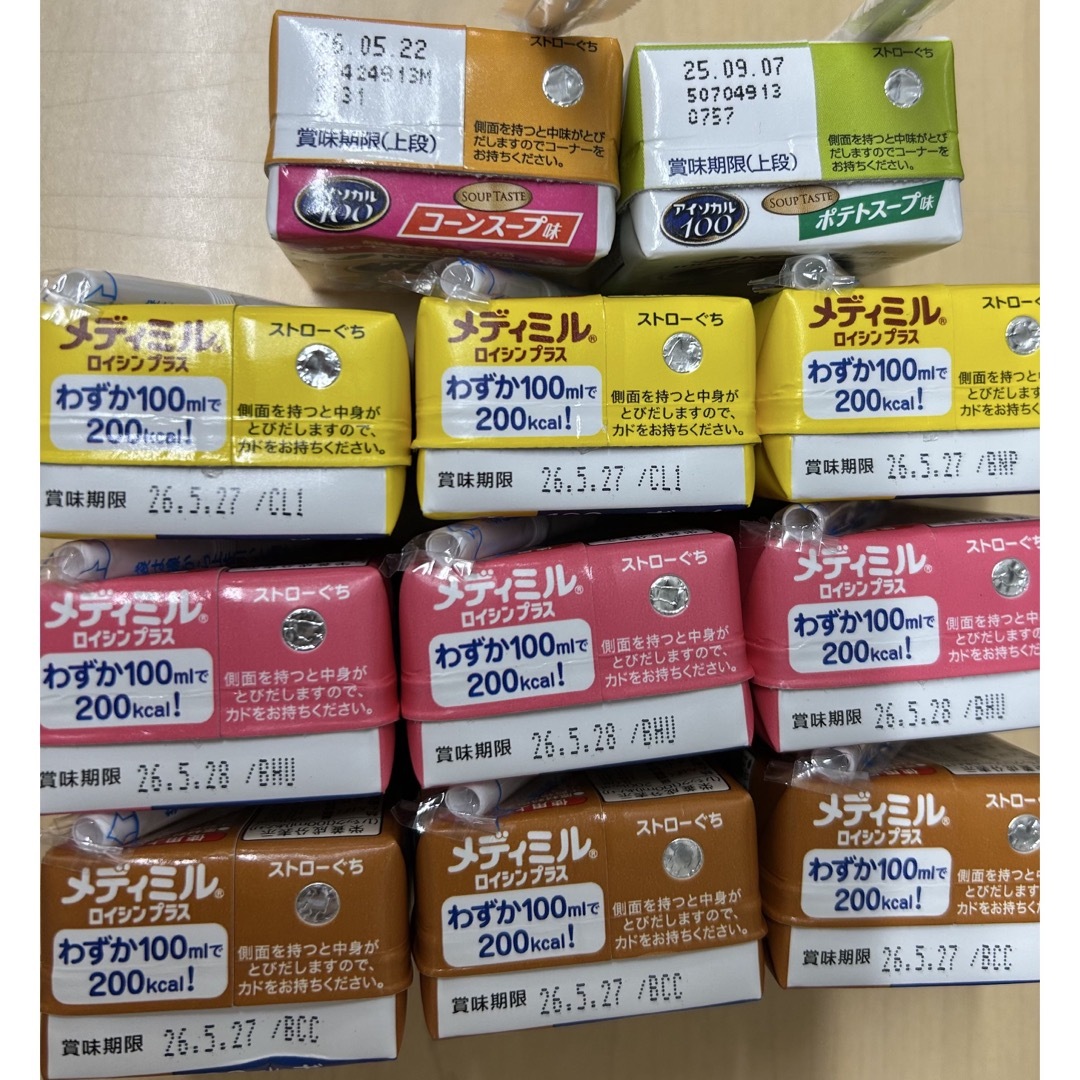 .05.22
424913M
31
賞味期限(上段)
ストローぐち
側面を持つと中味がとび
だしますのでコーナーを
お持ちください。
アイソカル
100
SOUP TASTE
コーンスープ味
25.09.07
50704913
0757
賞味期限(上段)
ストローぐち
側面を持つと中味がとび
だしますのでコーナーを
お持ちください。
アイソカル
100
SOUP TASTE
ポテトスープ味
メディミル®
ロイシンプラス
わずか100mlで
200kcal!
ストローぐち
側面を持つと中身が
とびだしますので、
カドをお持ちください。
賞味期限 26.5.27 /CL1
メディミル®
ロイシンプラス
わずか100mlで
200kcal!
ストローぐち
側面を持つと中身が
とびだしますので、
カドをお持ちください。
賞味期限 26.5.27 /CL1
メディミル®
ロイシンプラス
わずか100mlで
200kcal!
ストローぐ
側面を持つと中身
とびだしますの
カドをお持ちください
賞味期限 26.5.27 /BNP
メディミル®
ロイシンプラス
わずか100mlで
200kcal!
ストローぐち
側面を持つと中身が
とびだしますので、
カドをお持ちください。
賞味期限 26.5.28 /BHU
メディミル®
ロイシンプラス
わずか100mlで
200kcal!
ストローぐち
側面を持つと中身が
とびだしますので、
カドをお持ちください。
賞味期限 26.5.28 /BHU
メディミル®
ロイシンプラス
わずか100mlで
200kcal!
ストローぐち
側面を持つと中身が
とびだしますので、
カドをお持ちください。
賞味期限 26.5.28 /BHU
栄養成分表示
メディミル®
ロイシンプラス
わずか100mlで
200kcal!
ストローぐち
側面を持つと中身が
とびだしますので、
カドをお持ちください。
賞味期限 26.5.27 /BCC
栄養成分表示
メディミル®
ロイシンプラス
わずか100mlで
200kcal!
ストローぐち
側面を持つと中身が
とびだしますので、
カドをお持ちください。
賞味期限 26.5.27 /BCC
メディミル®
ロイシンプラス
わずか100mlで
200kcal!
ストロー
側面を持つと中
とびだします
カドをお持ちくだ
賞味期限 26.5.27 /BCC